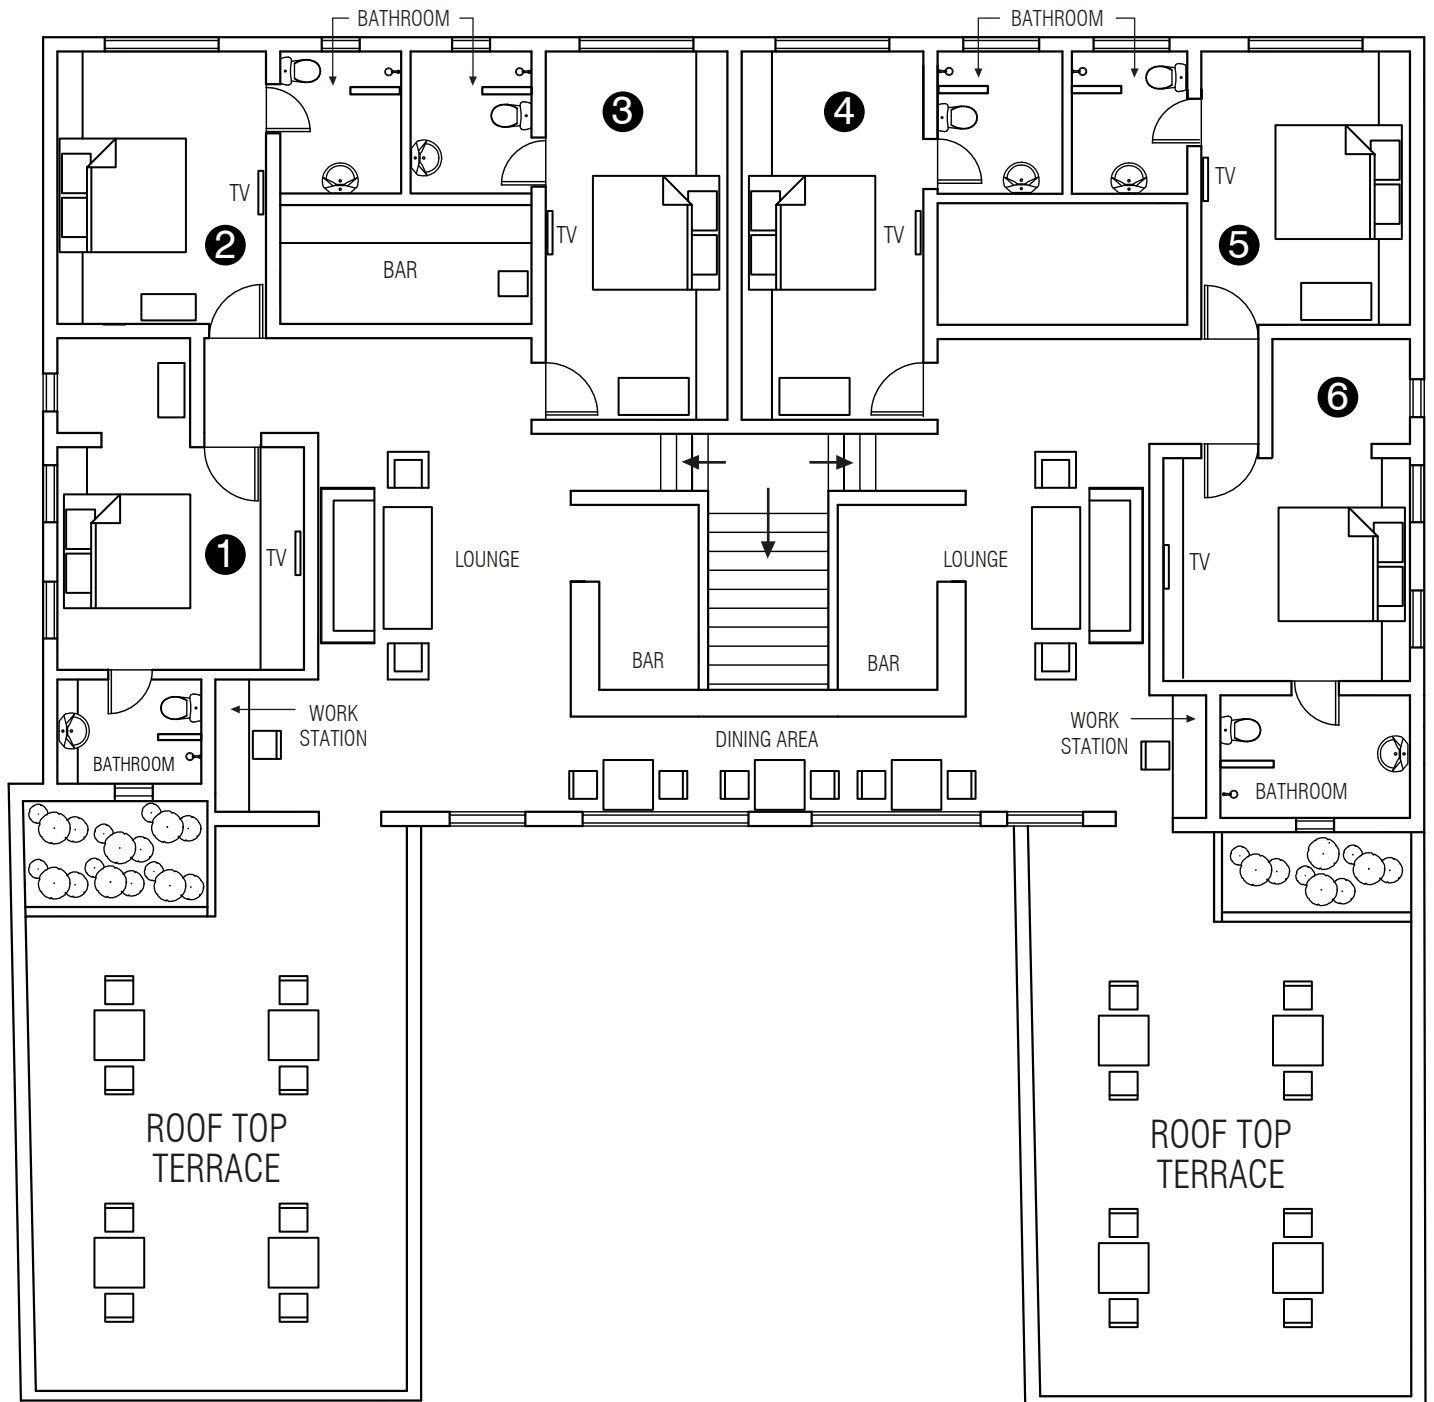 BATHROOM
BATHROOM
3
4
TV
TV
2
TV
TV
5
BAR
6
1
TV
LOUNGE
LOUNGE
TV
BAR
BAR
WORK
STATION
DINING AREA
WORK
STATION
BATHROOM
BATHROOM
ROOF TOP
TERRACE
ROOF TOP
TERRACE